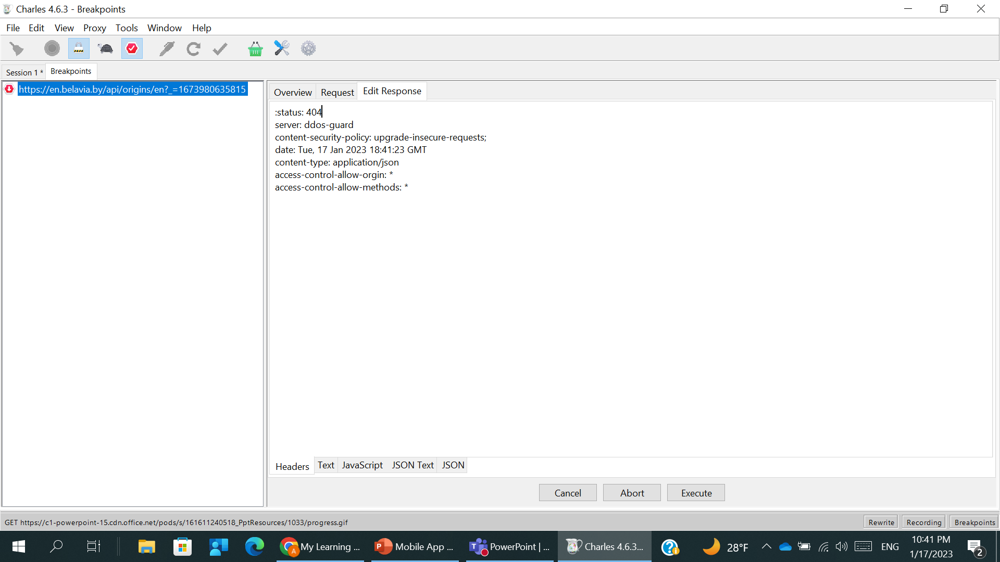 Charles 4.6.3 - Breakpoints
File Edit View Proxy Tools Window Help
Session 1 * Breakpoints
https://en.belavia.by/api/origins/en?_=1673980635815
Overview Request Edit Response
:status: 404
server: ddos-guard
content-security-policy: upgrade-insecure-requests;
date: Tue, 17 Jan 2023 18:41:23 GMT
content-type: application/json
access-control-allow-orgin: *
access-control-allow-methods: *
Headers Text JavaScript JSON Text JSON
Cancel Abort Execute
GET https://c1-powerpoint-15.cdn.office.net/pods/s/161611240518_PptResources/1033/progress.gif
Rewrite Recording Breakpoints
A My Learning ... P Mobile App ... T PowerPoint | ... Charles 4.6.3... ? 28°F ENG
10:41 PM
1/17/2023
2